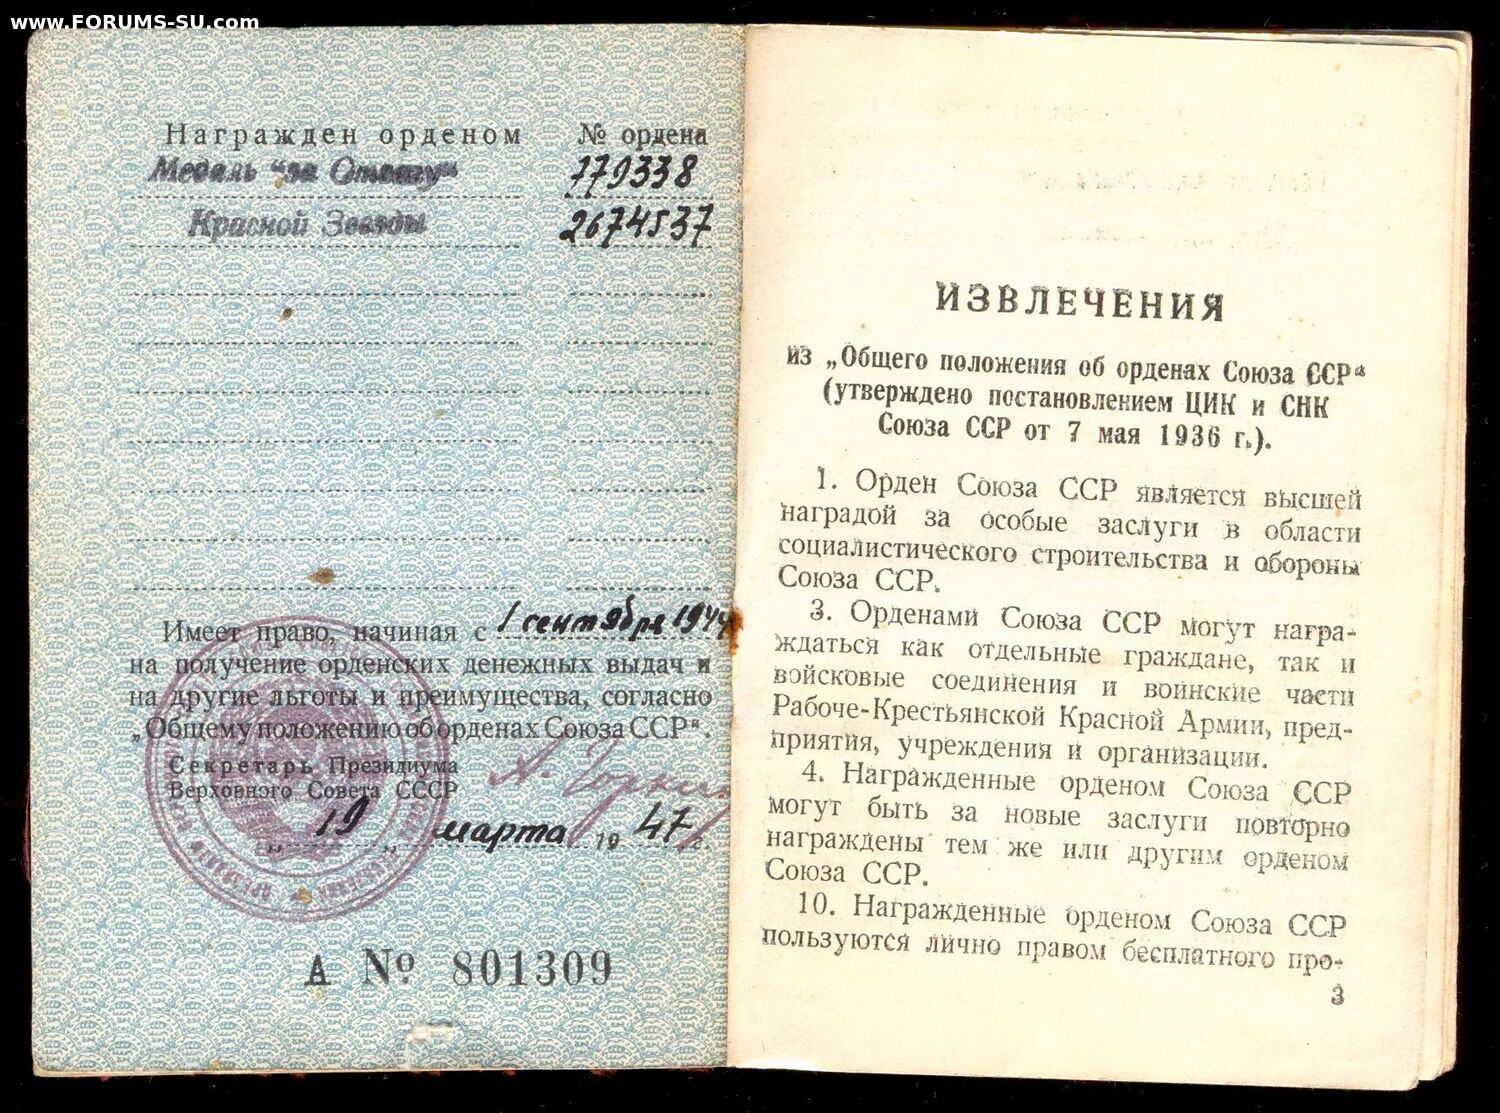 www.FORUMS-SU.com
Награжден орденом № ордена
Медаль "за Отвагу" 779338
Красной Звезды 2674537
Имеет право, начиная с 1 сентября 1944
на получение орденских денежных выдач и
на другие льготы и преимущества, согласно
„Общему положению об орденах Союза ССР“.
Секретарь Президиума
Верховного Совета СССР
А. Горкин
„19„ марта 1947 г.
А № 801309
ИЗВЛЕЧЕНИЯ
из „Общего положения об орденах Союза ССР“
(утверждено постановлением ЦИК и СНК
Союза ССР от 7 мая 1936 г.).
1. Орден Союза ССР является высшей
наградой за особые заслуги в области
социалистического строительства и обороны
Союза ССР.
3. Орденами Союза ССР могут награ-
ждаться как отдельные граждане, так и
войсковые соединения и воинские части
Рабоче-Крестьянской Красной Армии, пред-
приятия, учреждения и организации.
4. Награжденные орденом Союза ССР
могут быть за новые заслуги повторно
награждены тем же или другим орденом
Союза ССР.
10. Награжденные орденом Союза ССР
пользуются лично правом бесплатного про-
3